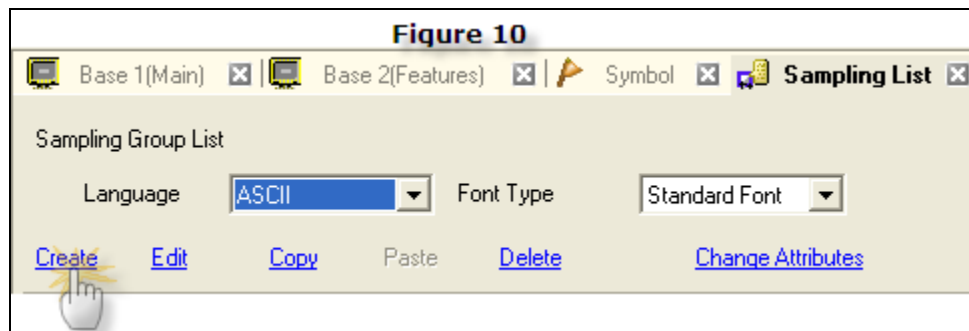 Figure 10
Base 1(Main) Base 2(Features) Symbol Sampling List
Sampling Group List
Language ASCII Font Type Standard Font
Create Edit Copy Paste Delete Change Attributes